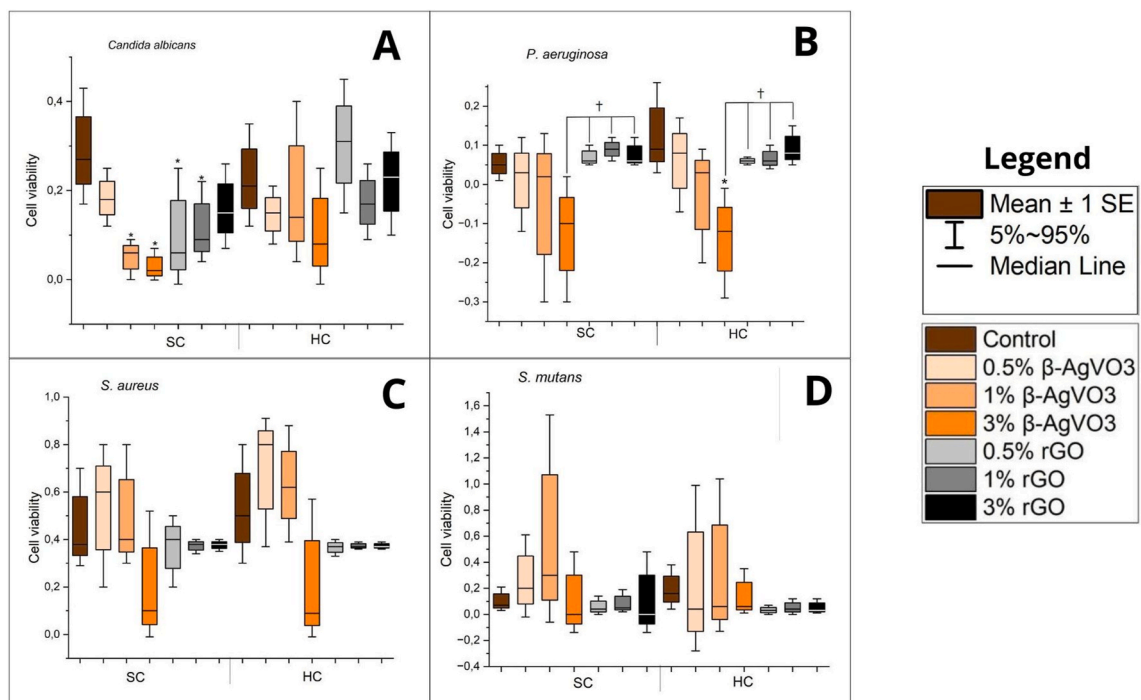 Candida albicans
A
0,4
0,2
0,0
Cell viability
*
*
*
*
SC
HC
P. aeruginosa
B
0,2
0,1
0,0
−0,1
−0,2
−0,3
Cell viability
†
†
*
SC
HC
S. aureus
C
1,0
0,8
0,6
0,4
0,2
0,0
Cell viability
SC
HC
S. mutans
D
1,6
1,4
1,2
1,0
0,8
0,6
0,4
0,2
0,0
−0,2
−0,4
Cell viability
SC
HC
Legend
Mean ± 1 SE
5%~95%
Median Line
Control
0.5% β-AgVO3
1% β-AgVO3
3% β-AgVO3
0.5% rGO
1% rGO
3% rGO